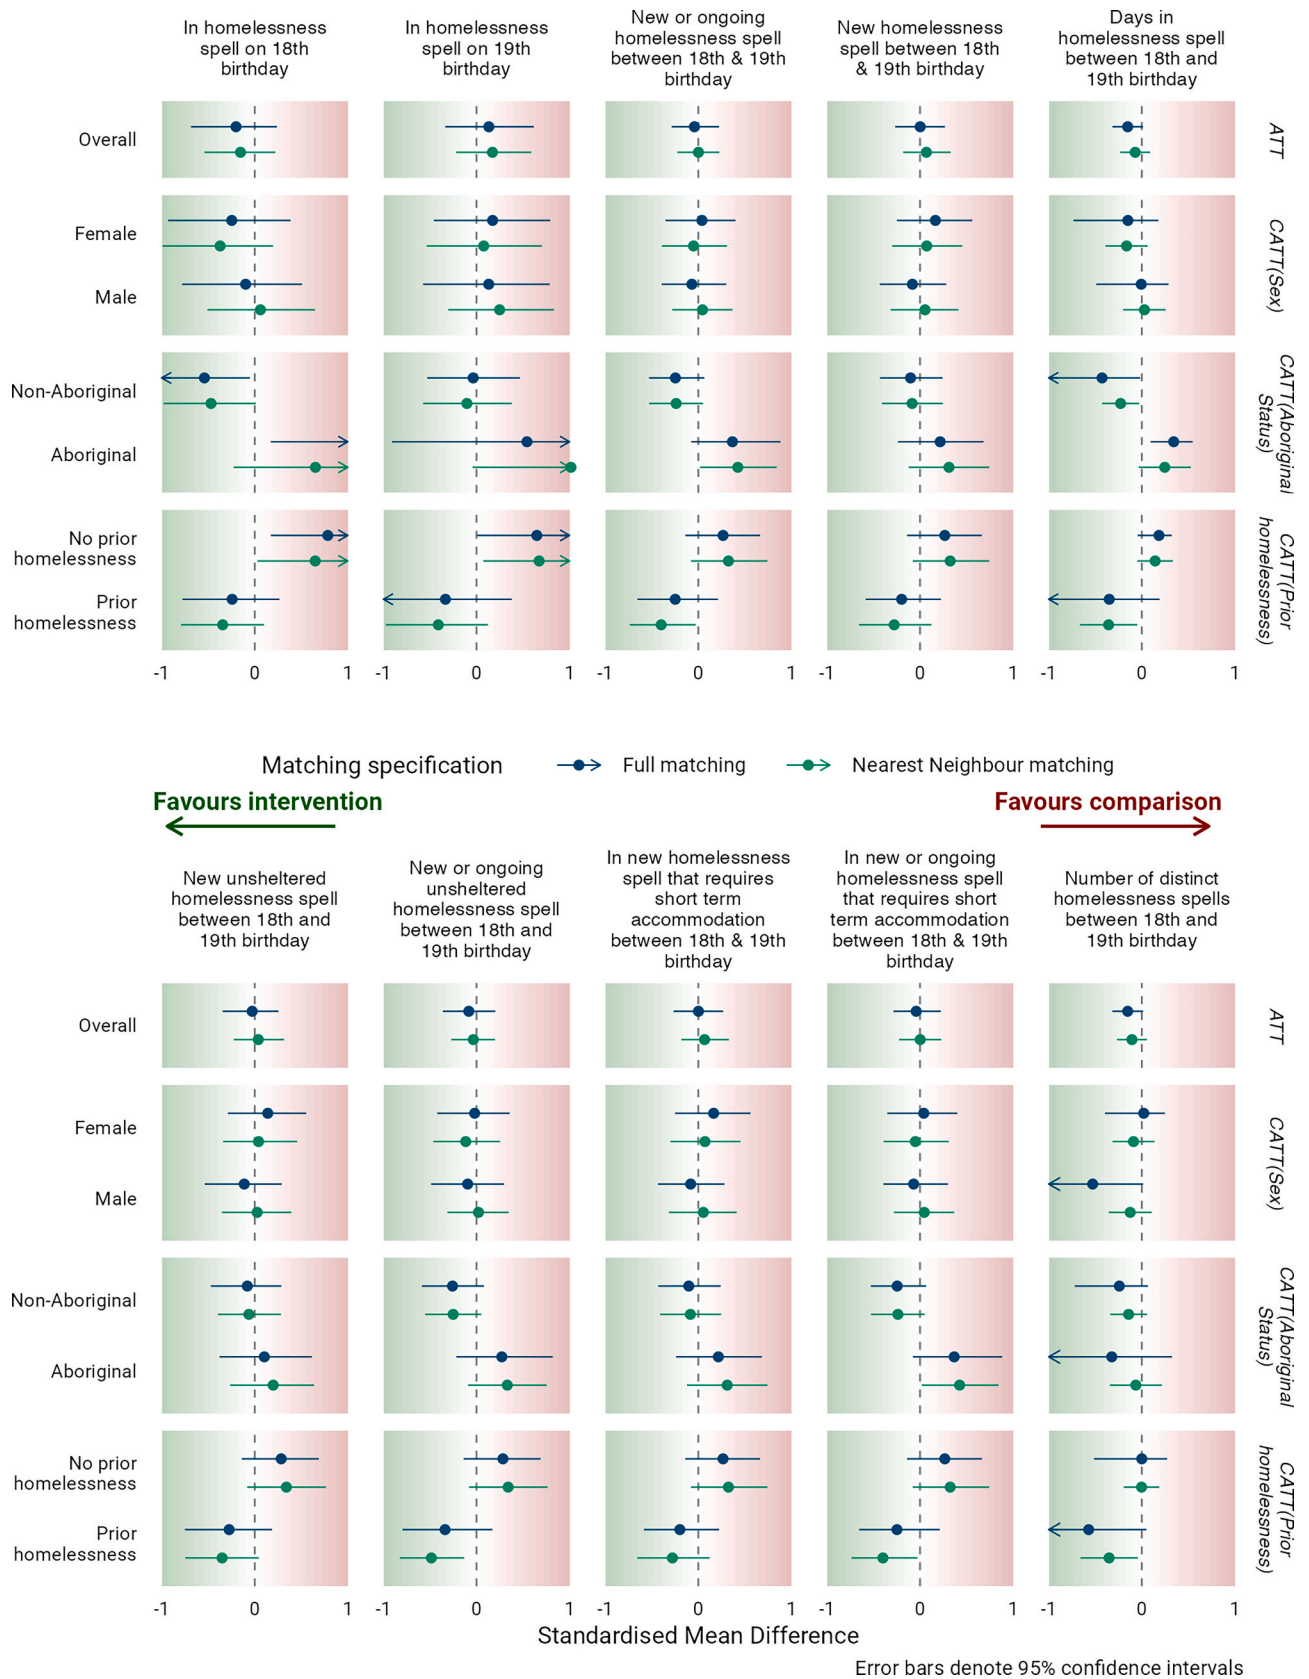 In homelessness
spell on 18th
birthday
In homelessness
spell on 19th
birthday
New or ongoing
homelessness spell
between 18th & 19th
birthday
New homelessness
spell between 18th
& 19th birthday
Days in
homelessness spell
between 18th and
19th birthday
Overall
ATT
Female
Male
CATT(Sex)
Non-Aboriginal
Aboriginal
CATT(Aboriginal
Status)
No prior
homelessness
Prior
homelessness
CATT(Prior
homelessness)
-1 0 1 -1 0 1 -1 0 1 -1 0 1 -1 0 1
Matching specification Full matching Nearest Neighbour matching
Favours intervention Favours comparison
New unsheltered
homelessness spell
between 18th and
19th birthday
New or ongoing
unsheltered
homelessness spell
between 18th and
19th birthday
In new homelessness
spell that requires
short term
accommodation
between 18th & 19th
birthday
In new or ongoing
homelessness spell
that requires short
term accommodation
between 18th & 19th
birthday
Number of distinct
homelessness spells
between 18th and
19th birthday
Overall
ATT
Female
Male
CATT(Sex)
Non-Aboriginal
Aboriginal
CATT(Aboriginal
Status)
No prior
homelessness
Prior
homelessness
CATT(Prior
homelessness)
-1 0 1 -1 0 1 -1 0 1 -1 0 1 -1 0 1
Standardised Mean Difference
Error bars denote 95% confidence intervals